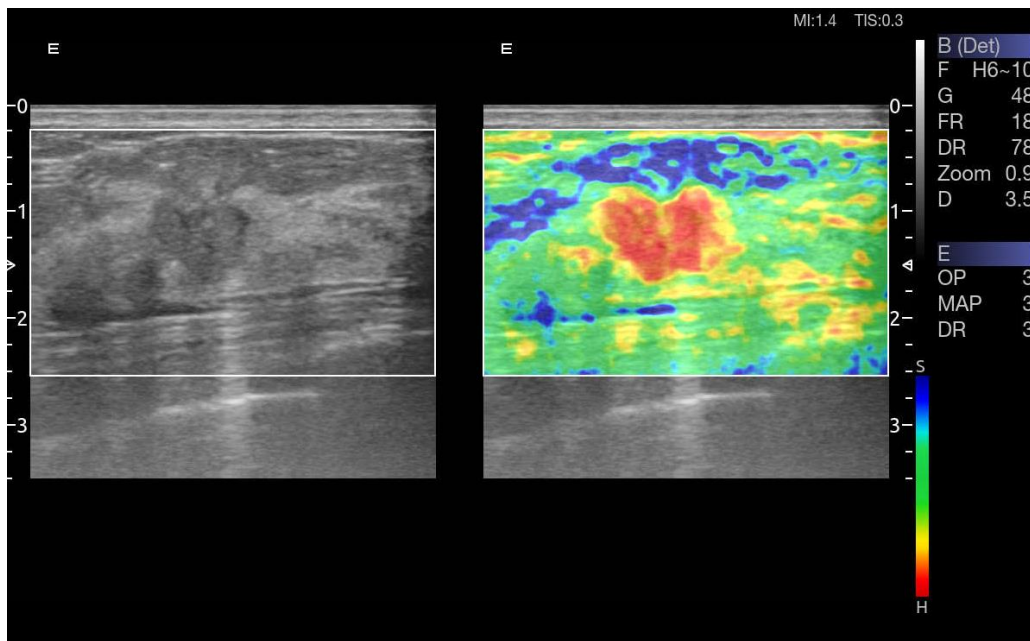 MI:1.4 TIS:0.3
E
E
B (Det)
F H6~10
G 48
FR 18
DR 78
Zoom 0.9
D 3.5
E
OP 3
MAP 3
DR 3
0
1
2
3
0
1
2
3
S
H